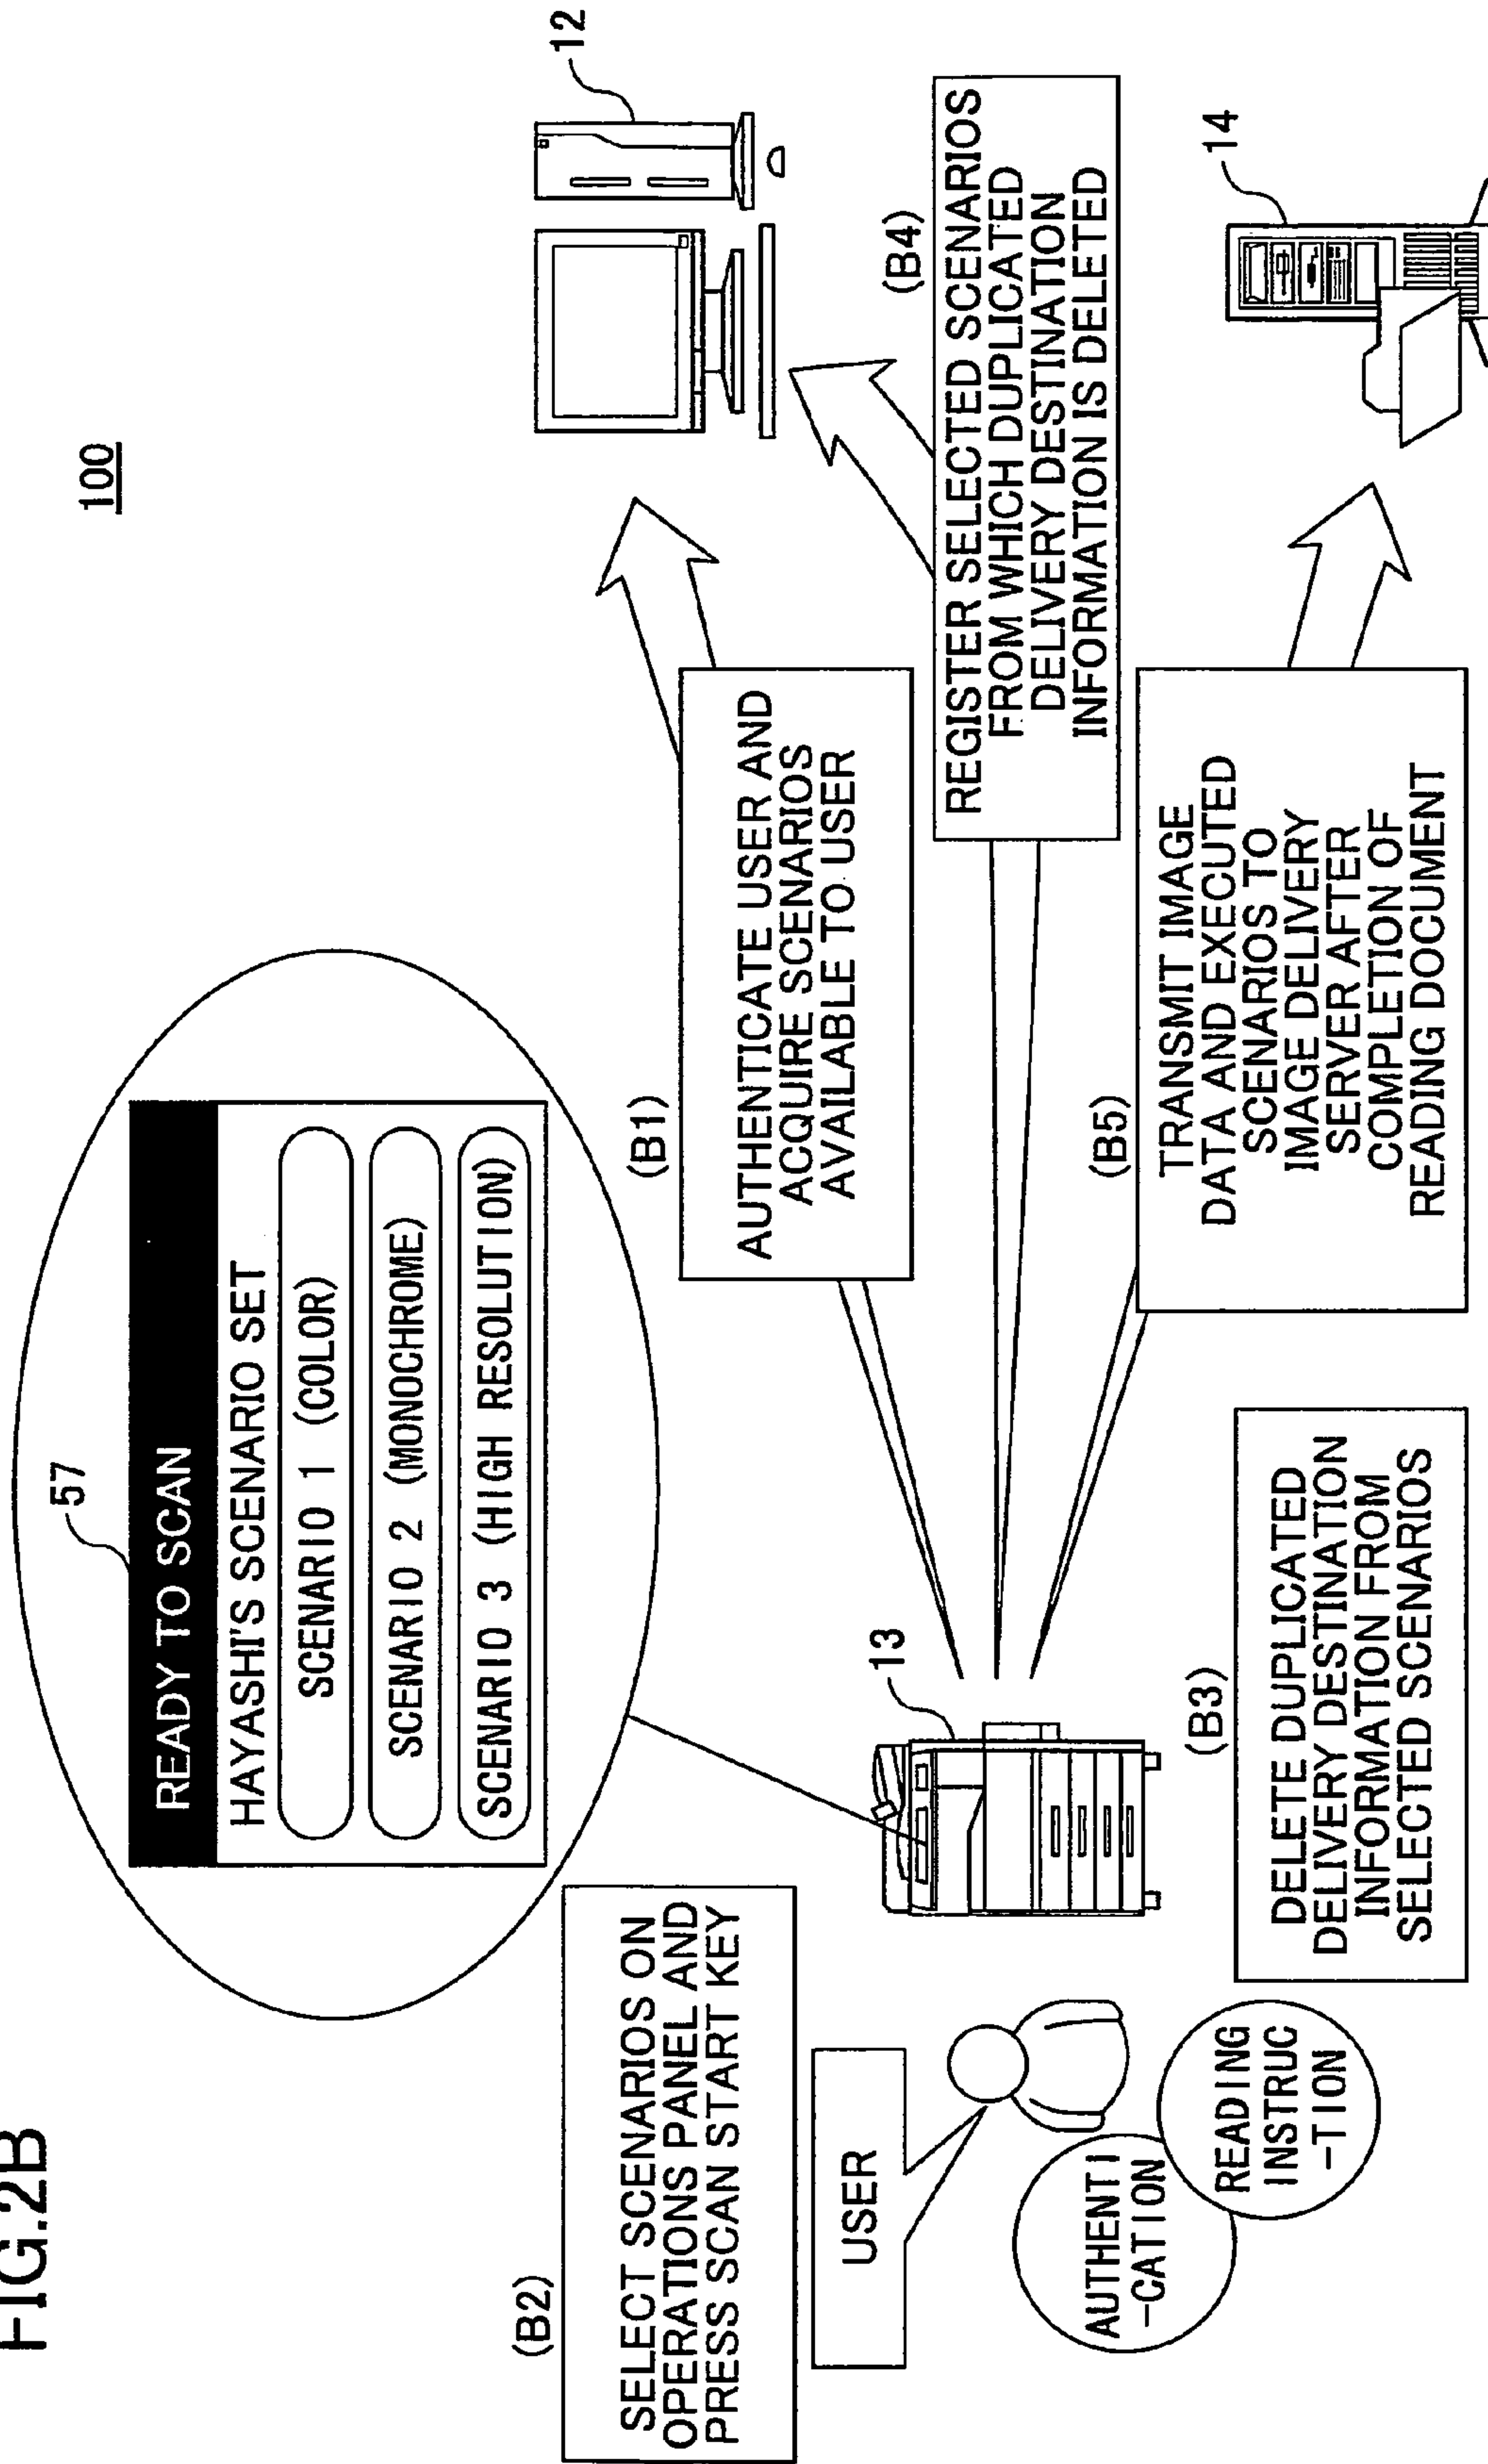 FIG.2B
100
57
READY TO SCAN
HAYASHI'S SCENARIO SET
SCENARIO 1 (COLOR)
SCENARIO 2 (MONOCHROME)
SCENARIO 3 (HIGH RESOLUTION)
12
(B2)
SELECT SCENARIOS ON
OPERATIONS PANEL AND
PRESS SCAN START KEY
(B1)
AUTHENTICATE USER AND
ACQUIRE SCENARIOS
AVAILABLE TO USER
USER
13
(B4)
REGISTER SELECTED SCENARIOS
FROM WHICH DUPLICATED
DELIVERY DESTINATION
INFORMATION IS DELETED
AUTHENTI
-CATION
READING
INSTRUC
-TION
(B3)
DELETE DUPLICATED
DELIVERY DESTINATION
INFORMATION FROM
SELECTED SCENARIOS
(B5)
TRANSMIT IMAGE
DATA AND EXECUTED
SCENARIOS TO
IMAGE DELIVERY
SERVER AFTER
COMPLETION OF
READING DOCUMENT
14